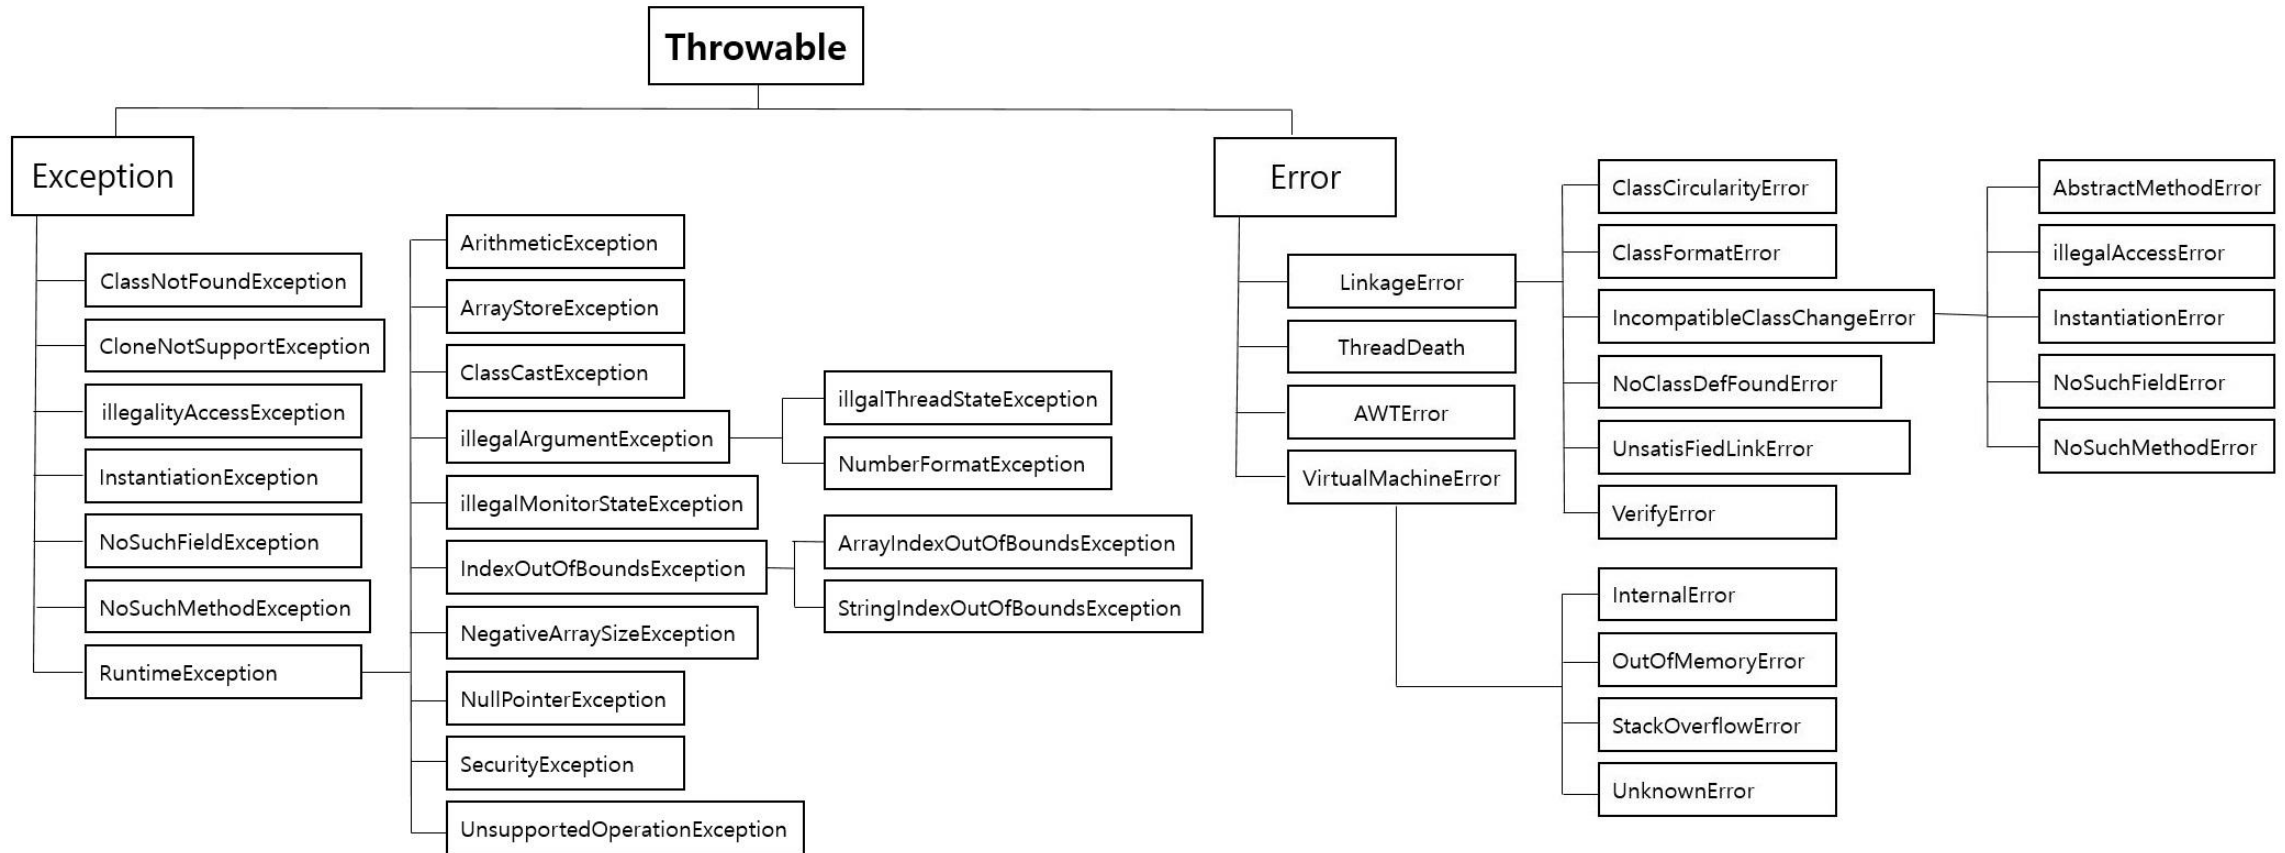 Throwable
Exception
Error
ClassNotFoundException
CloneNotSupportException
illegalityAccessException
InstantiationException
NoSuchFieldException
NoSuchMethodException
RuntimeException
ArithmeticException
ArrayStoreException
ClassCastException
illegalArgumentException
illegalMonitorStateException
IndexOutOfBoundsException
NegativeArraySizeException
NullPointerException
SecurityException
UnsupportedOperationException
illgalThreadStateException
NumberFormatException
ArrayIndexOutOfBoundsException
StringIndexOutOfBoundsException
LinkageError
ThreadDeath
AWTError
VirtualMachineError
ClassCircularityError
ClassFormatError
IncompatibleClassChangeError
NoClassDefFoundError
UnsatisFiedLinkError
VerifyError
InternalError
OutOfMemoryError
StackOverflowError
UnknownError
AbstractMethodError
illegalAccessError
InstantiationError
NoSuchFieldError
NoSuchMethodError